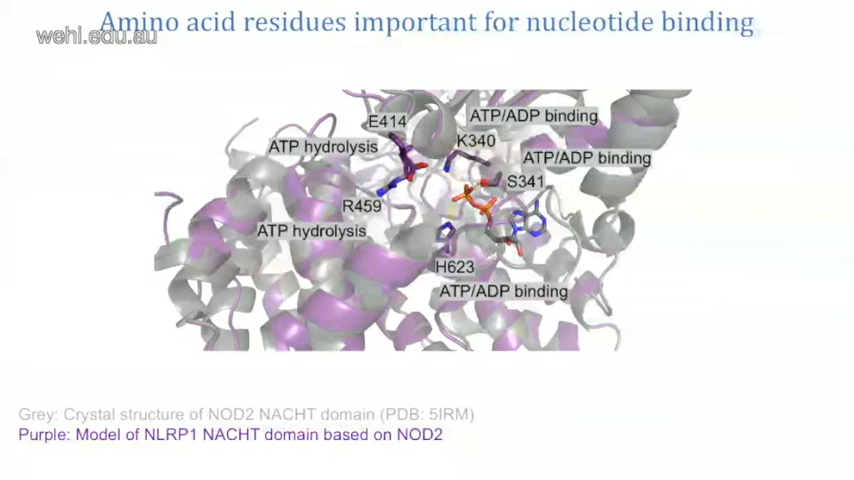 Amino acid residues important for nucleotide binding
wehi.edu.au
E414
ATP/ADP binding
ATP hydrolysis
K340
ATP/ADP binding
S341
R459
ATP hydrolysis
H623
ATP/ADP binding
Grey: Crystal structure of NOD2 NACHT domain (PDB: 5IRM)
Purple: Model of NLRP1 NACHT domain based on NOD2